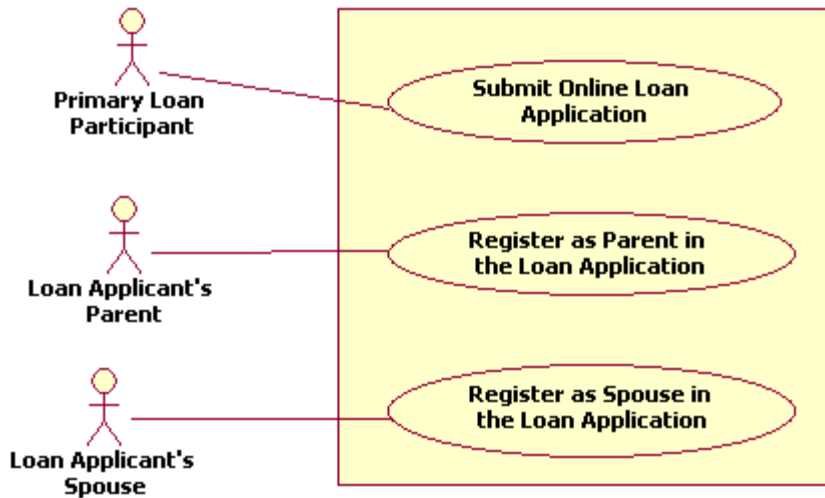 Primary Loan
Participant
Submit Online Loan
Application
Loan Applicant's
Parent
Register as Parent in
the Loan Application
Loan Applicant's
Spouse
Register as Spouse in
the Loan Application